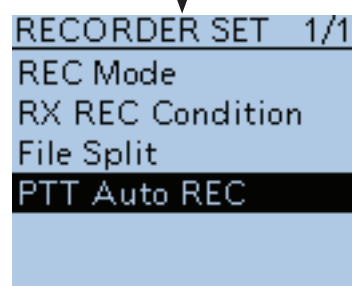 RECORDER SET 1/1
REC Mode
RX REC Condition
File Split
PTT Auto REC